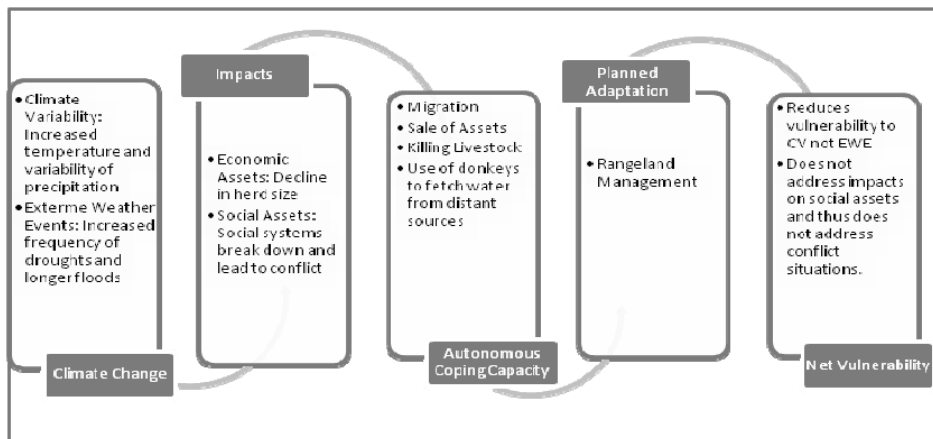 • Climate
Variability:
Increased
temperature and
variability of
precipitation
• Exterme Weather
Events: Increased
frequency of
droughts and
longer floods
Climate Change
Impacts
• Economic
Assets: Decline
in herd size
• Social Assets:
Social systems
break down and
lead to conflict
• Migration
• Sale of Assets
• Killing Livestock
• Use of donkeys
to fetch water
from distant
sources
Autonomous
Coping Capacity
Planned
Adaptation
• Rangeland
Management
• Reduces
vulnerability to
CV not EWE
• Does not
address impacts
on social assets
and thus does
not address
conflict
situations.
Net Vulnerability